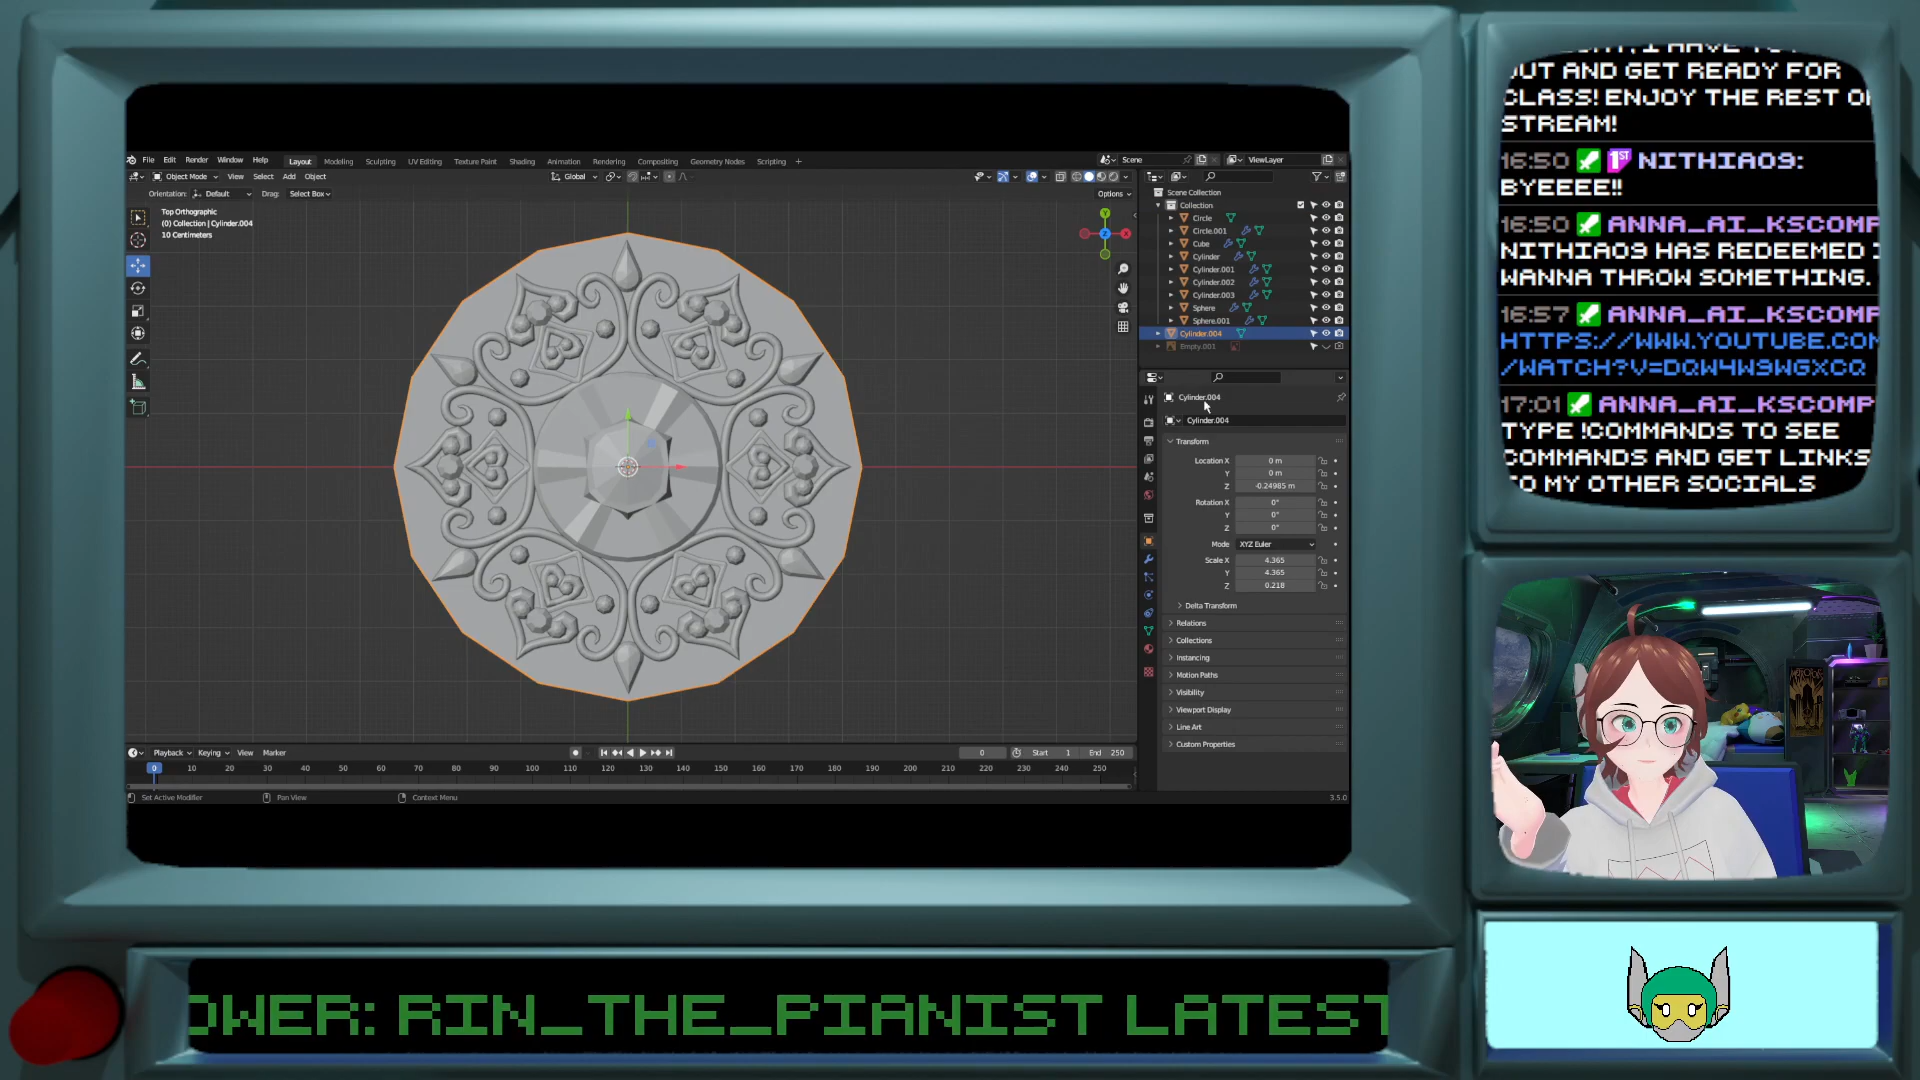 File Edit Render Window Help Layout Modeling Sculpting UV Editing Texture Paint Shading Animation Rendering Compositing Geometry Nodes Scripting + Scene ViewLayer
Object Mode View Select Add Object Global
Orientation: Default Drag: Select Box Options
Top Orthographic
(0) Collection | Cylinder.004
10 Centimeters
Y
X
Z
Scene Collection
Collection
Circle
Circle.001
Cube
Cylinder
Cylinder.001
Cylinder.002
Cylinder.003
Sphere
Sphere.001
Cylinder.004
Empty.001
Cylinder.004
Cylinder.004
Transform
Location X 0 m
Y 0 m
Z -0.24985 m
Rotation X 0°
Y 0°
Z 0°
Mode XYZ Euler
Scale X 4.365
Y 4.365
Z 0.218
Delta Transform
Relations
Collections
Instancing
Motion Paths
Visibility
Viewport Display
Line Art
Custom Properties
Playback Keying View Marker 0 Start 1 End 250
0 10 20 30 40 50 60 70 80 90 100 110 120 130 140 150 160 170 180 190 200 210 220 230 240 250
Set Active Modifier Pan View Context Menu 3.5.0
OUT AND GET READY FOR
CLASS! ENJOY THE REST OF
STREAM!
16:50 1ST NITHIA09:
BYEEEE!!
16:50 ANNA_AI_KSCOMP
NITHIA09 HAS REDEEMED I
WANNA THROW SOMETHING.
16:57 ANNA_AI_KSCOMP
HTTPS://WWW.YOUTUBE.COM
/WATCH?V=DQW4W9WGXCQ
17:01 ANNA_AI_KSCOMP
TYPE !COMMANDS TO SEE
COMMANDS AND GET LINKS
TO MY OTHER SOCIALS
OWER: RIN_THE_PIANIST LATEST